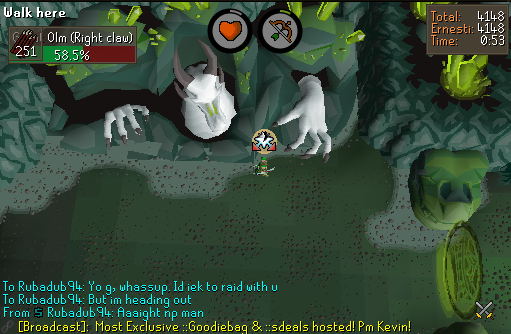 Walk here
Olm (Right claw)
251
58.5%
Total: 4148
Ernesti: 4148
Time: 0:53
To Rubadub94: Yo g, whassup. Id iek to raid with u
To Rubadub94: But im heading out
From S Rubadub94: Aaaight np man
[Broadcast]: Most Exclusive ::Goodiebag & ::sdeals hosted! Pm Kevin!